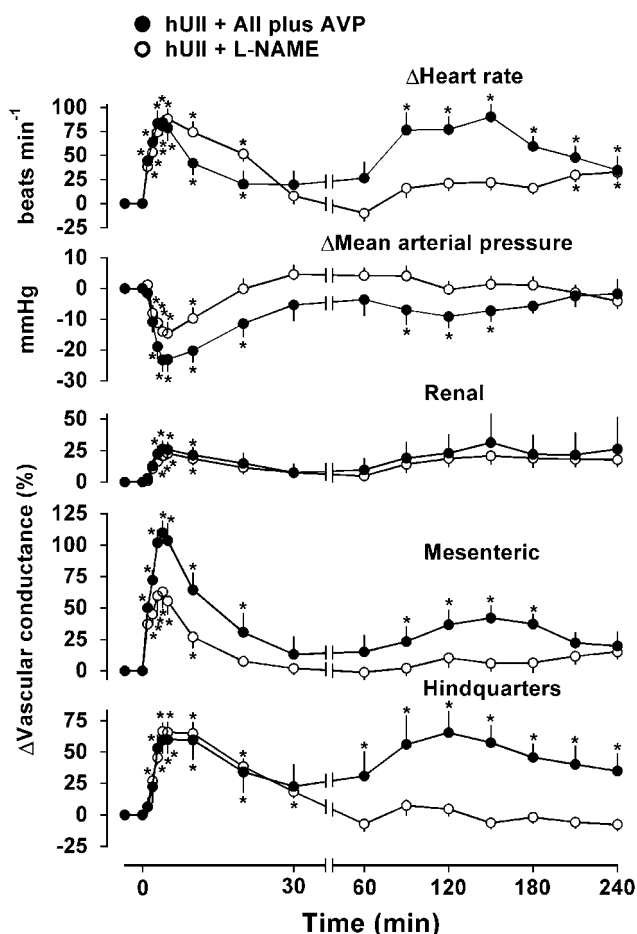 ● hUII + AII plus AVP
○ hUII + L-NAME
ΔHeart rate
beats min⁻¹
100
75
50
25
0
-25
ΔMean arterial pressure
mmHg
10
0
-10
-20
-30
Renal
ΔVascular conductance (%)
50
25
0
Mesenteric
125
100
75
50
25
0
Hindquarters
75
50
25
0
-25
0 30 60 120 180 240
Time (min)